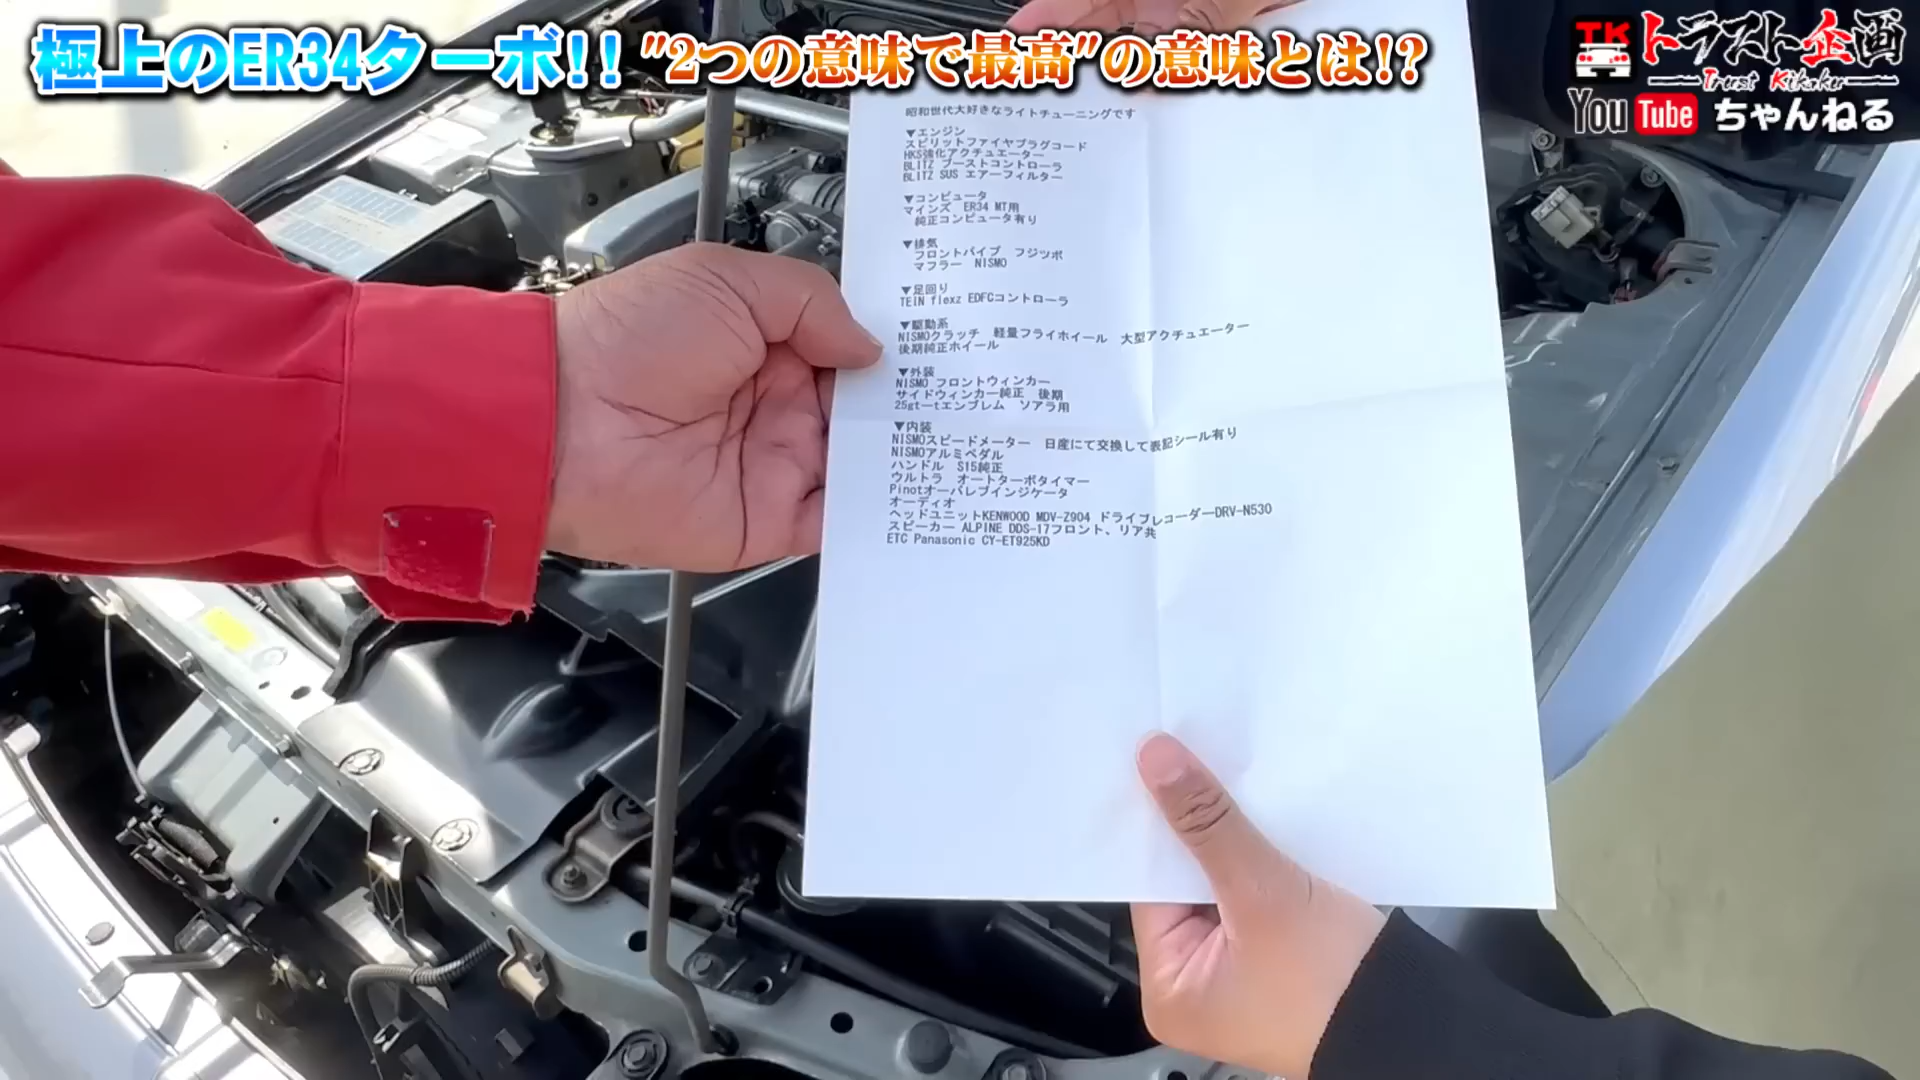 極上のER34ターボ!! "2つの意味で最高"の意味とは!?
TK トラスト企画
Trust Kikaku
YouTube ちゃんねる
昭和世代大好きなライトチューニングです
▼エンジン
スピリットファイヤプラグコード
HKS強化アクチュエーター
BLITZ ブーストコントローラ
BLITZ SUS エアーフィルター
▼コンピュータ
マインズ ER34 MT用
純正コンピュータ有り
▼排気
フロントパイプ フジツボ
マフラー NISMO
▼足回り
TEIN flexz EDFCコントローラ
▼駆動系
NISMOクラッチ 軽量フライホイール 大型アクチュエーター
後期純正ホイール
▼外装
NISMO フロントウィンカー
サイドウィンカー純正 後期
25gt-tエンブレム ソアラ用
▼内装
NISMOスピードメーター 日産にて交換して表記シール有り
NISMOアルミペダル
ハンドル S15純正
ウルトラ オートターボタイマー
Pinotオーバレブインジケータ
オーディオ
ヘッドユニットKENWOOD MDV-Z904 ドライブレコーダーDRV-N530
スピーカー ALPINE DDS-17フロント、リア共
ETC Panasonic CY-ET925KD